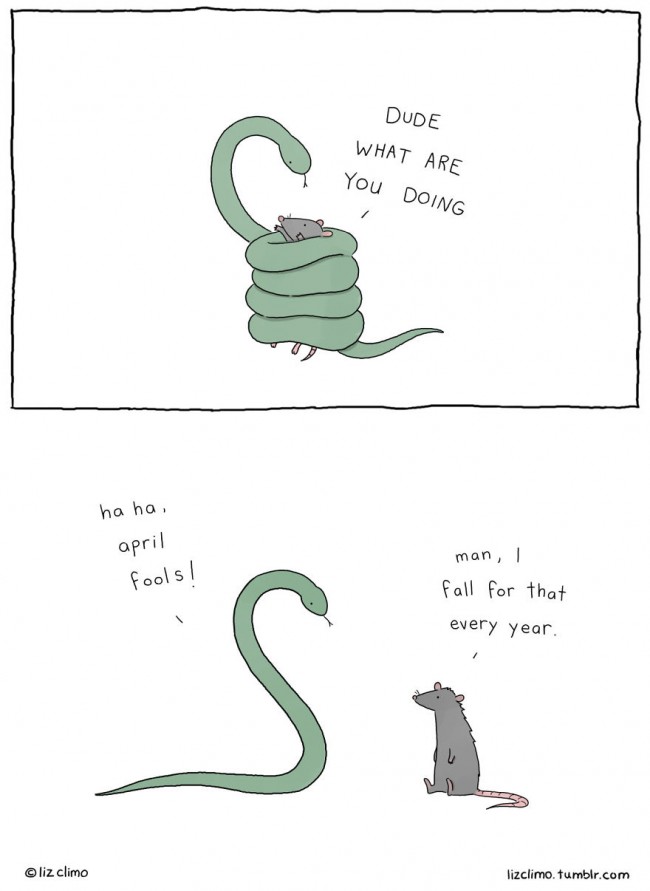 DUDE
WHAT ARE
YOU DOING
ha ha,
april
fools!
man, I
fall for that
every year.
© liz climo
lizclimo.tumblr.com